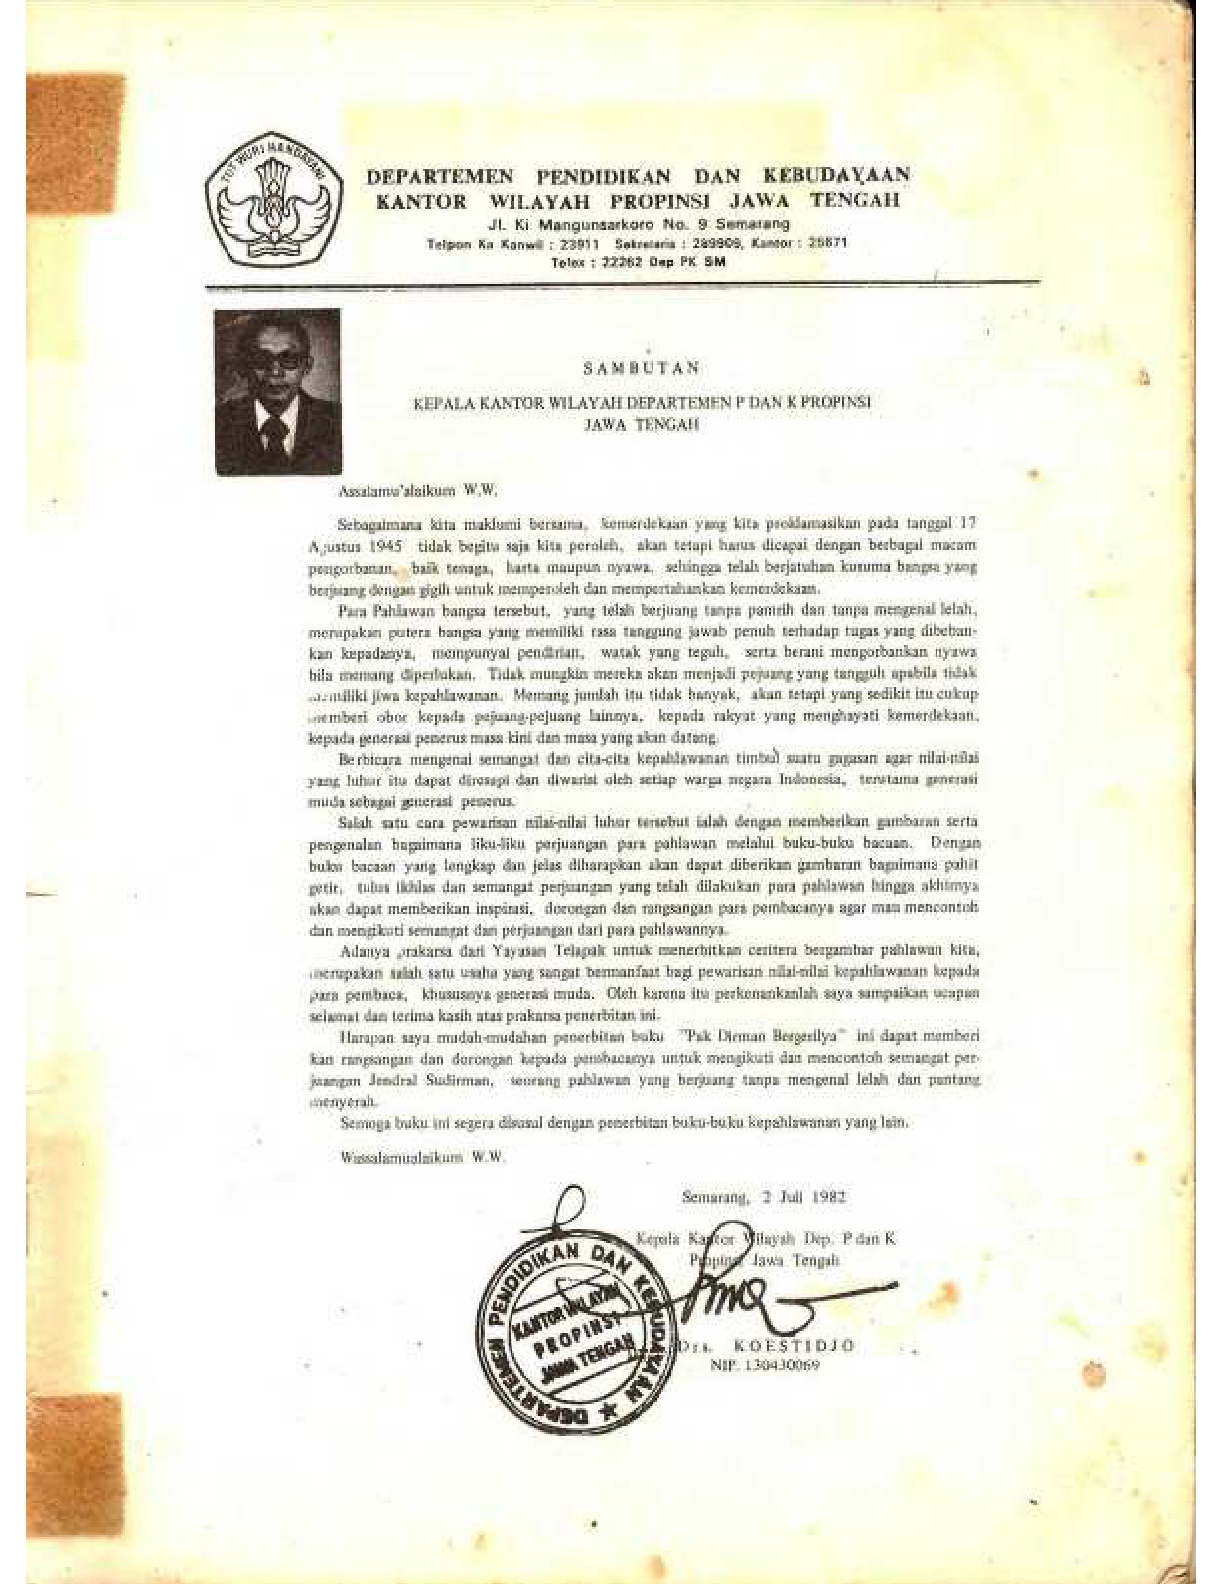 TUT WURI HANDAYANI
DEPARTEMEN PENDIDIKAN DAN KEBUDAYAAN
KANTOR WILAYAH PROPINSI JAWA TENGAH
Jl. Ki Mangunsarkoro No. 9 Semarang
Telpon Ka Kanwil : 23911 Sekretaris : 289909, Kantor : 25871
Telex : 22262 Dep PK SM
SAMBUTAN
KEPALA KANTOR WILAYAH DEPARTEMEN P DAN K PROPINSI
JAWA TENGAH
Assalamu'alaikum W.W.
Sebagaimana kita maklumi bersama, kemerdekaan yang kita proklamasikan pada tanggal 17
Agustus 1945 tidak begitu saja kita peroleh, akan tetapi harus dicapai dengan berbagai macam
pengorbanan, baik tenaga, harta maupun nyawa, sehingga telah berjatuhan kusuma bangsa yang
berjuang dengan gigih untuk memperoleh dan mempertahankan kemerdekaan.
Para Pahlawan bangsa tersebut, yang telah berjuang tanpa pamrih dan tanpa mengenal lelah,
merupakan putera bangsa yang memiliki rasa tanggung jawab penuh terhadap tugas yang dibeban-
kan kepadanya, mempunyai pendirian, watak yang teguh, serta berani mengorbankan nyawa
bila memang diperlukan. Tidak mungkin mereka akan menjadi pejuang yang tangguh apabila tidak
memiliki jiwa kepahlawanan. Memang jumlah itu tidak banyak, akan tetapi yang sedikit itu cukup
memberi obor kepada pejuang-pejuang lainnya, kepada rakyat yang menghayati kemerdekaan,
kepada generasi penerus masa kini dan masa yang akan datang.
Berbicara mengenai semangat dan cita-cita kepahlawanan timbul suatu gagasan agar nilai-nilai
yang luhur itu dapat diresapi dan diwarisi oleh setiap warga negara Indonesia, terutama generasi
muda sebagai generasi penerus.
Salah satu cara pewarisan nilai-nilai luhur tersebut ialah dengan memberikan gambaran serta
pengenalan bagaimana liku-liku perjuangan para pahlawan melalui buku-buku bacaan. Dengan
buku bacaan yang lengkap dan jelas diharapkan akan dapat diberikan gambaran bagaimana pahit
getir, tulus ikhlas dan semangat perjuangan yang telah dilakukan para pahlawan hingga akhirnya
akan dapat memberikan inspirasi, dorongan dan rangsangan para pembacanya agar mau mencontoh
dan mengikuti semangat dan perjuangan dari para pahlawannya.
Adanya prakarsa dari Yayasan Telapak untuk menerbitkan ceritera bergambar pahlawan kita,
merupakan salah satu usaha yang sangat bermanfaat bagi pewarisan nilai-nilai kepahlawanan kepada
para pembaca, khususnya generasi muda. Oleh karena itu perkenankanlah saya sampaikan ucapan
selamat dan terima kasih atas prakarsa penerbitan ini.
Harapan saya mudah-mudahan penerbitan buku "Pak Dirman Bergerilya" ini dapat memberi
kan rangsangan dan dorongan kepada pembacanya untuk mengikuti dan mencontoh semangat per-
juangan Jendral Sudirman, seorang pahlawan yang berjuang tanpa mengenal lelah dan pantang
menyerah.
Semoga buku ini segera disusul dengan penerbitan buku-buku kepahlawanan yang lain.
Wassalamualaikum W.W.
Semarang, 2 Juli 1982
Kepala Kantor Wilayah Dep. P dan K
Propinsi Jawa Tengah
DEPARTEMEN PENDIDIKAN DAN KEBUDAYAAN
KANTOR WILAYAH
PROPINSI
JAWA TENGAH
Drs. KOESTIDJO
NIP. 130430069